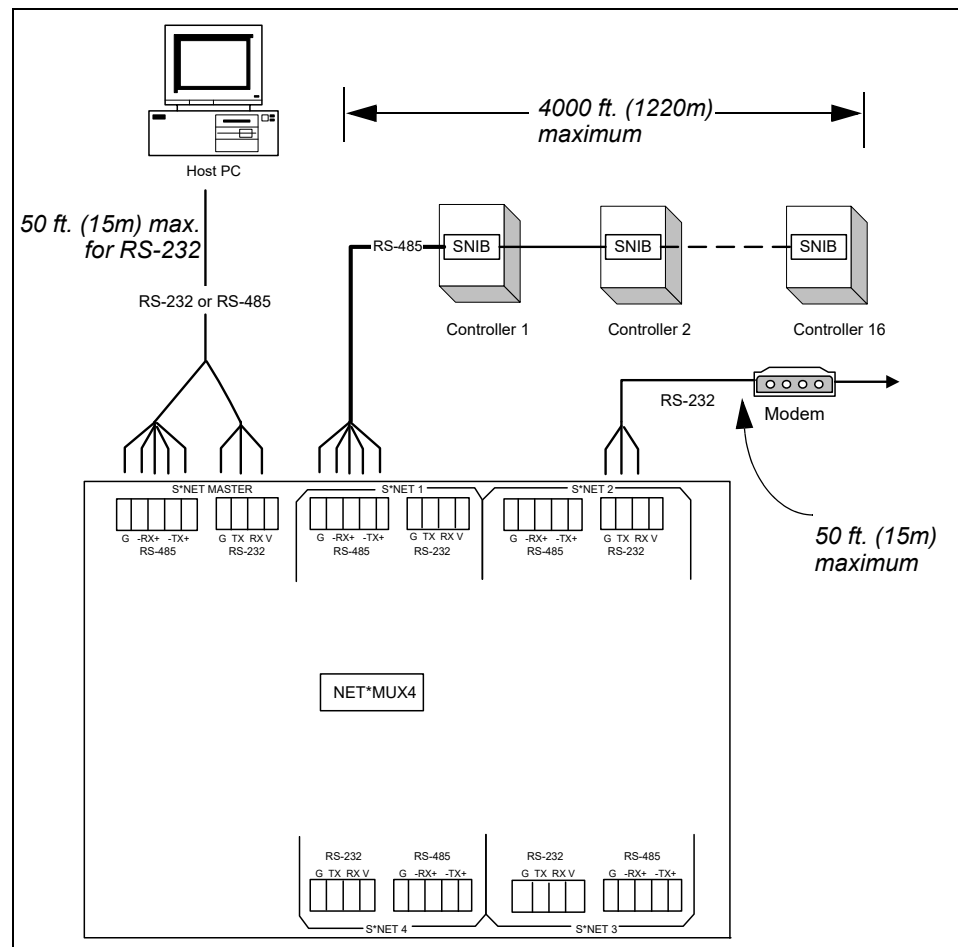 4000 ft. (1220m)
maximum
Host PC
50 ft. (15m) max.
for RS-232
RS-485
SNIB
SNIB
SNIB
RS-232 or RS-485
Controller 1
Controller 2
Controller 16
RS-232
Modem
50 ft. (15m)
maximum
S*NET MASTER
G -RX+ -TX+
RS-485
G TX RX V
RS-232
S*NET 1
G -RX+ -TX+
RS-485
G TX RX V
RS-232
S*NET 2
G -RX+ -TX+
RS-485
G TX RX V
RS-232
NET*MUX4
RS-232
G TX RX V
RS-485
G -RX+ -TX+
S*NET 4
RS-232
G TX RX V
RS-485
G -RX+ -TX+
S*NET 3